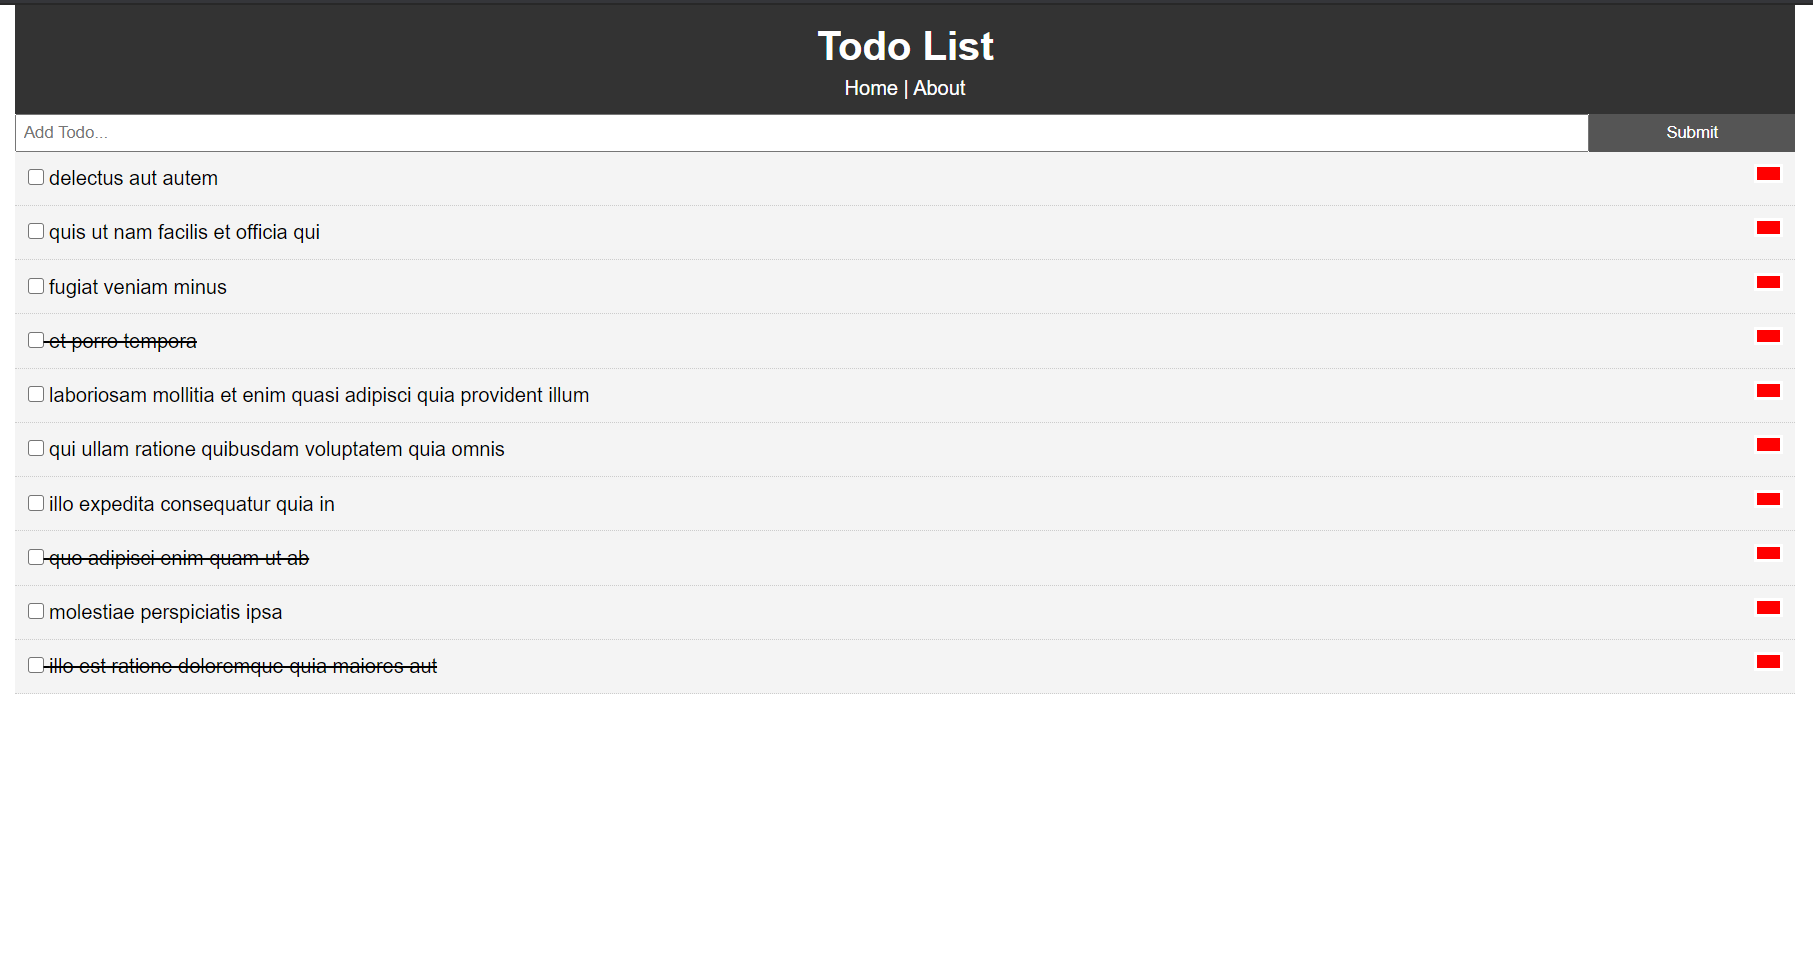 Todo List
Home | About
Add Todo...
Submit
delectus aut autem
quis ut nam facilis et officia qui
fugiat veniam minus
et porro tempora
laboriosam mollitia et enim quasi adipisci quia provident illum
qui ullam ratione quibusdam voluptatem quia omnis
illo expedita consequatur quia in
quo adipisci enim quam ut ab
molestiae perspiciatis ipsa
illo est ratione doloremque quia maiores aut